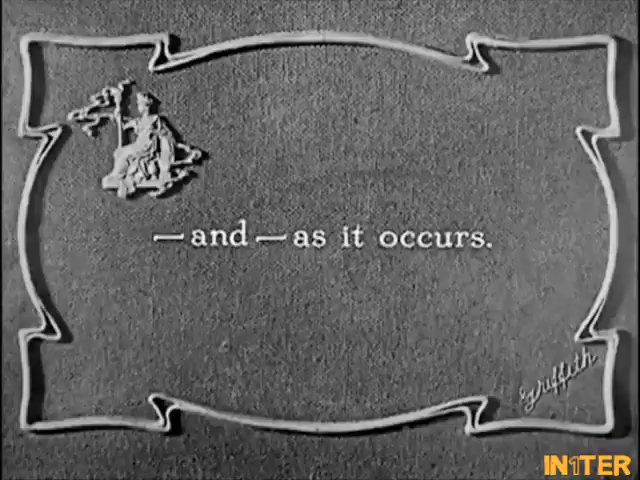 —and—as it occurs.
Griffith
IN1TER